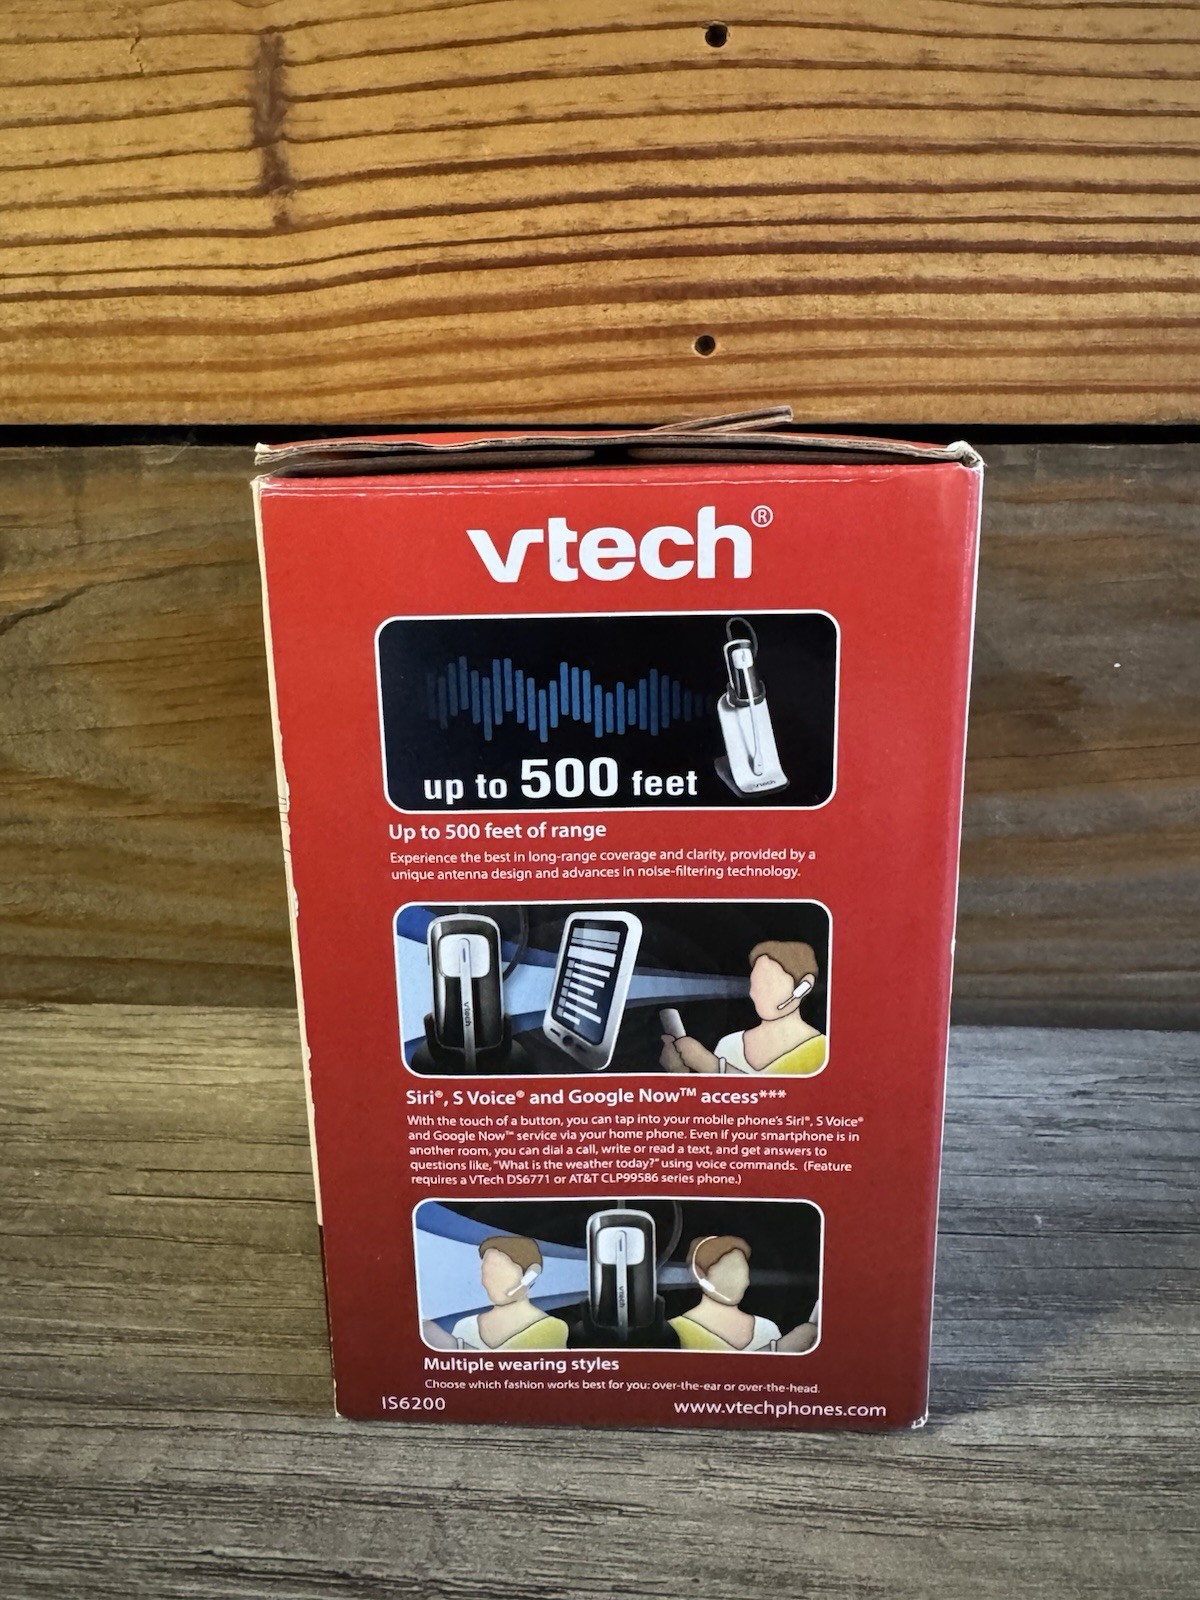 vtech®
vtech
up to 500 feet
Up to 500 feet of range
Experience the best in long-range coverage and clarity, provided by a
unique antenna design and advances in noise-filtering technology.
vtech
Siri®, S Voice® and Google Now™ access***
With the touch of a button, you can tap into your mobile phone's Siri®, S Voice®
and Google Now™ service via your home phone. Even if your smartphone is in
another room, you can dial a call, write or read a text, and get answers to
questions like, "What is the weather today?" using voice commands. (Feature
requires a VTech DS6771 or AT&T CLP99586 series phone.)
vtech
Multiple wearing styles
Choose which fashion works best for you: over-the-ear or over-the-head.
IS6200
www.vtechphones.com